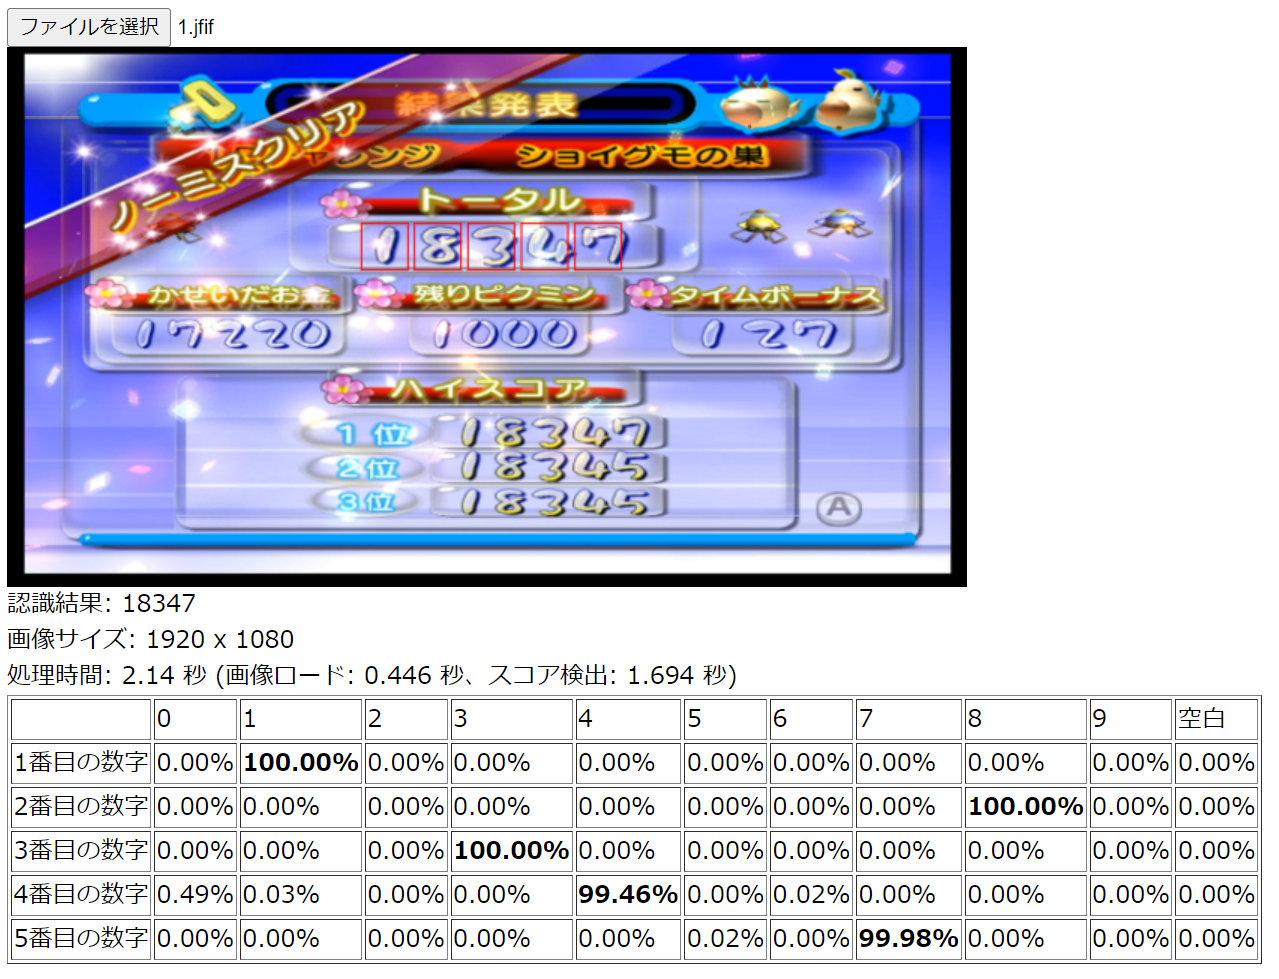 ファイルを選択 1.jfif
結果発表
ノーミスクリア
ャレンジ ショイグモの巣
トータル
18347
かせいだお金 残りピクミン タイムボーナス
17220 1000 127
ハイスコア
1位 18347
2位 18345
3位 18345
A
認識結果: 18347
画像サイズ: 1920 x 1080
処理時間: 2.14 秒 (画像ロード: 0.446 秒、スコア検出: 1.694 秒)
0 1 2 3 4 5 6 7 8 9 空白
1番目の数字 0.00% 100.00% 0.00% 0.00% 0.00% 0.00% 0.00% 0.00% 0.00% 0.00% 0.00%
2番目の数字 0.00% 0.00% 0.00% 0.00% 0.00% 0.00% 0.00% 0.00% 100.00% 0.00% 0.00%
3番目の数字 0.00% 0.00% 0.00% 100.00% 0.00% 0.00% 0.00% 0.00% 0.00% 0.00% 0.00%
4番目の数字 0.49% 0.03% 0.00% 0.00% 99.46% 0.00% 0.02% 0.00% 0.00% 0.00% 0.00%
5番目の数字 0.00% 0.00% 0.00% 0.00% 0.00% 0.02% 0.00% 99.98% 0.00% 0.00% 0.00%